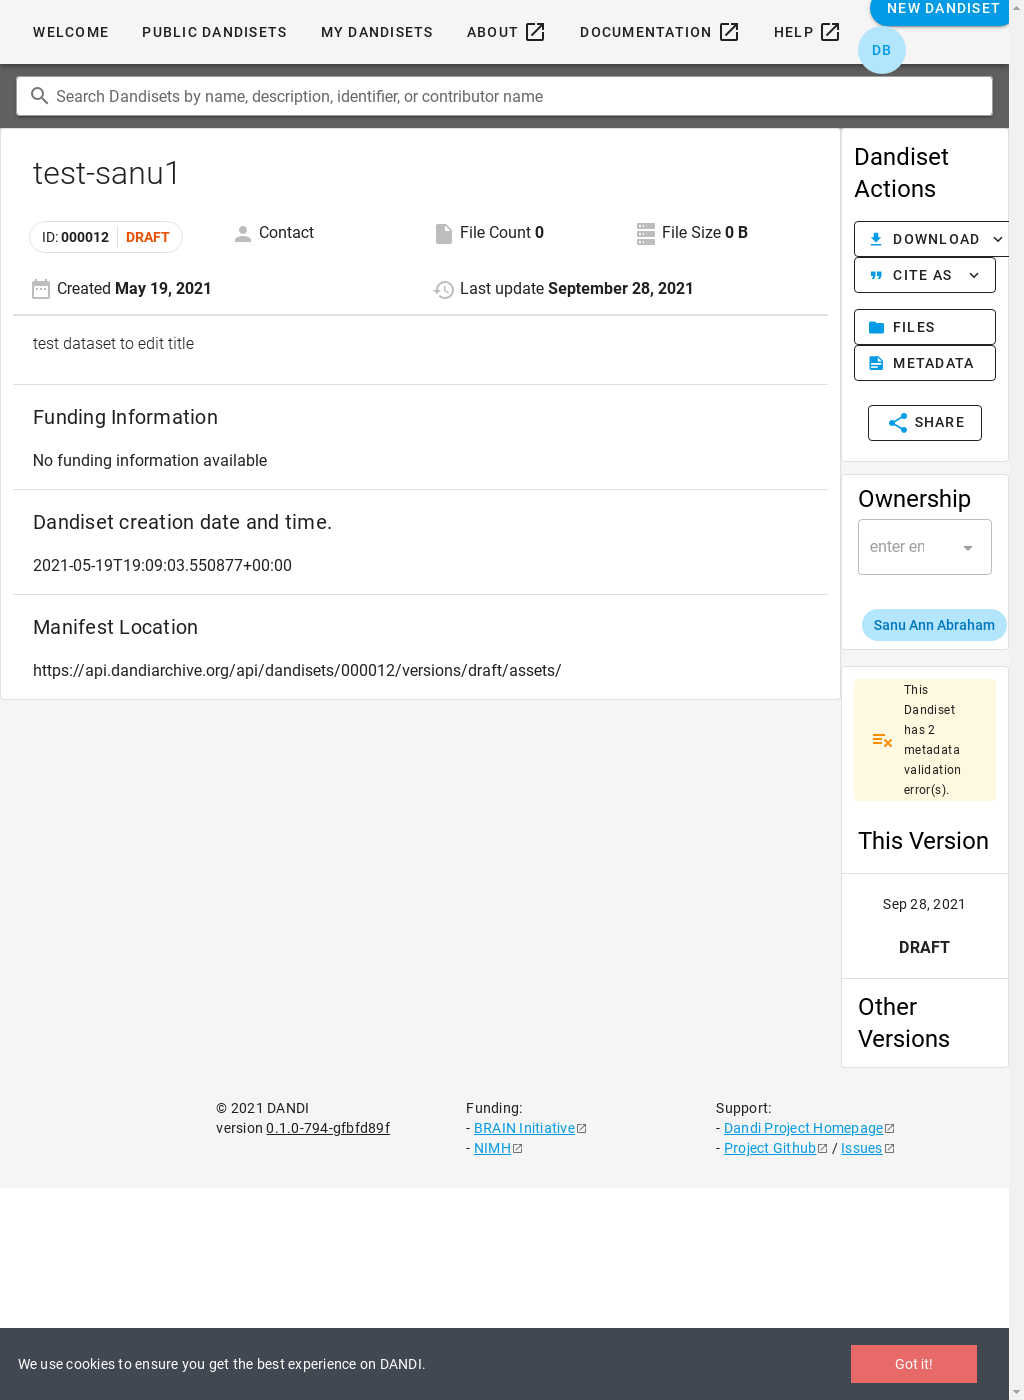 WELCOME PUBLIC DANDISETS MY DANDISETS ABOUT DOCUMENTATION HELP NEW DANDISET
DB
Search Dandisets by name, description, identifier, or contributor name
test-sanu1
ID: 000012 DRAFT Contact File Count 0 File Size 0 B
Created May 19, 2021 Last update September 28, 2021
test dataset to edit title
Funding Information
No funding information available
Dandiset creation date and time.
2021-05-19T19:09:03.550877+00:00
Manifest Location
https://api.dandiarchive.org/api/dandisets/000012/versions/draft/assets/
Dandiset
Actions
DOWNLOAD
CITE AS
FILES
METADATA
SHARE
Ownership
enter en
Sanu Ann Abraham
This
Dandiset
has 2
metadata
validation
error(s).
This Version
Sep 28, 2021
DRAFT
Other
Versions
© 2021 DANDI
version 0.1.0-794-gfbfd89f
Funding:
- BRAIN Initiative
- NIMH
Support:
- Dandi Project Homepage
- Project Github / Issues
We use cookies to ensure you get the best experience on DANDI.
Got it!